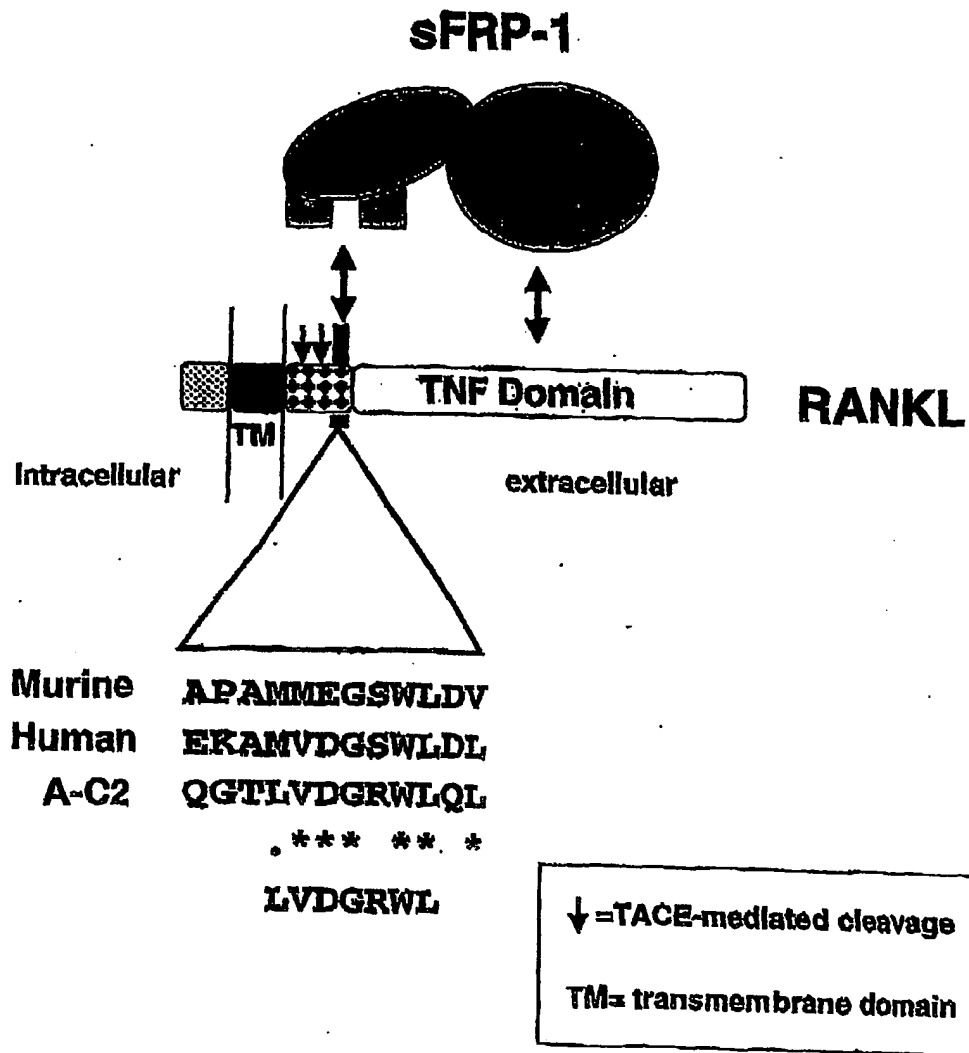 sFRP-1
TNF Domain
RANKL
TM
Intracellular
extracellular
Murine APAMMEGSWLDV
Human EKAMVDGSWLDL
A-C2 QGTLVDGRWLQL
.*** ** *
LVDGRWL
↓=TACE-mediated cleavage
TM= transmembrane domain